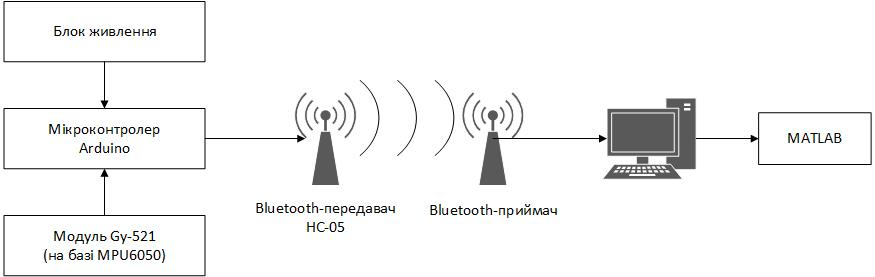 Блок живлення
Мікроконтролер
Arduino
Модуль Gy-521
(на базі MPU6050)
Bluetooth-передавач
HC-05
Bluetooth-приймач
MATLAB